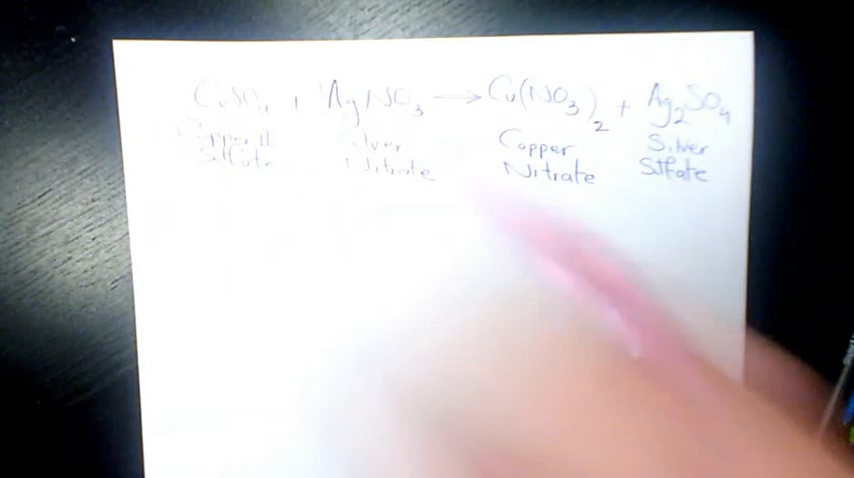 CuSO4 + AgNO3 → Cu(NO3)2 + Ag2SO4
Copper II Silver Copper Silver
Sulfate Nitrate Nitrate Sulfate